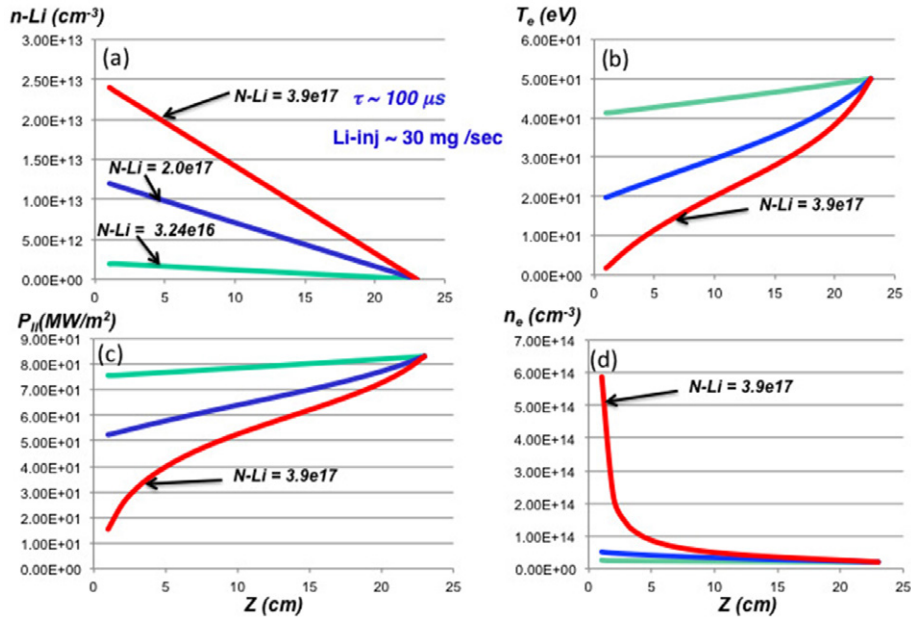 n-Li (cm-3)
3.00E+13
2.50E+13
2.00E+13
1.50E+13
1.00E+13
5.00E+12
0.00E+00
(a)
N-Li = 3.9e17
τ ~ 100 μs
Li-inj ~ 30 mg /sec
N-Li = 2.0e17
N-Li = 3.24e16
0 5 10 15 20 25
Te (eV)
6.00E+01
5.00E+01
4.00E+01
3.00E+01
2.00E+01
1.00E+01
0.00E+00
(b)
N-Li = 3.9e17
0 5 10 15 20 25
PII(MW/m2)
9.00E+01
8.00E+01
7.00E+01
6.00E+01
5.00E+01
4.00E+01
3.00E+01
2.00E+01
1.00E+01
0.00E+00
(c)
N-Li = 3.9e17
0 5 10 15 20 25
Z (cm)
ne (cm-3)
7.00E+14
6.00E+14
5.00E+14
4.00E+14
3.00E+14
2.00E+14
1.00E+14
0.00E+00
(d)
N-Li = 3.9e17
0 5 10 15 20 25
Z (cm)